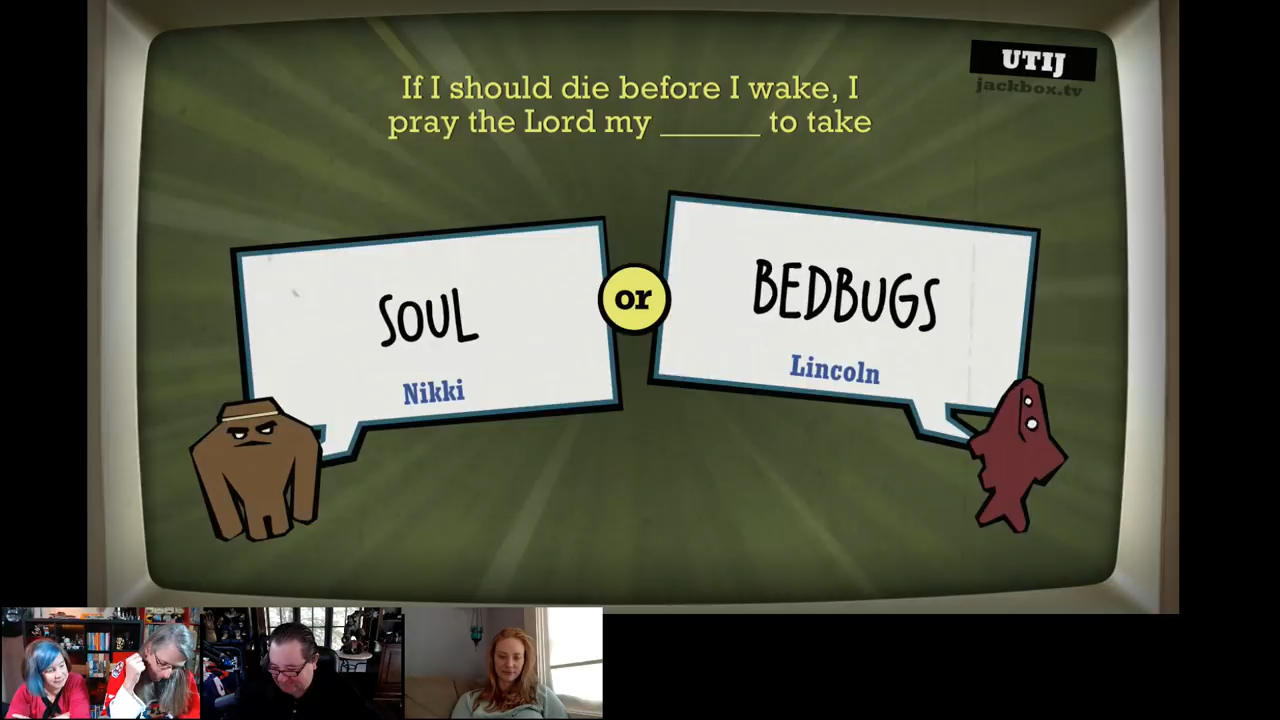 UTIJ
jackbox.tv
If I should die before I wake, I
pray the Lord my ______ to take
SOUL
Nikki
or
BEDBUGS
Lincoln